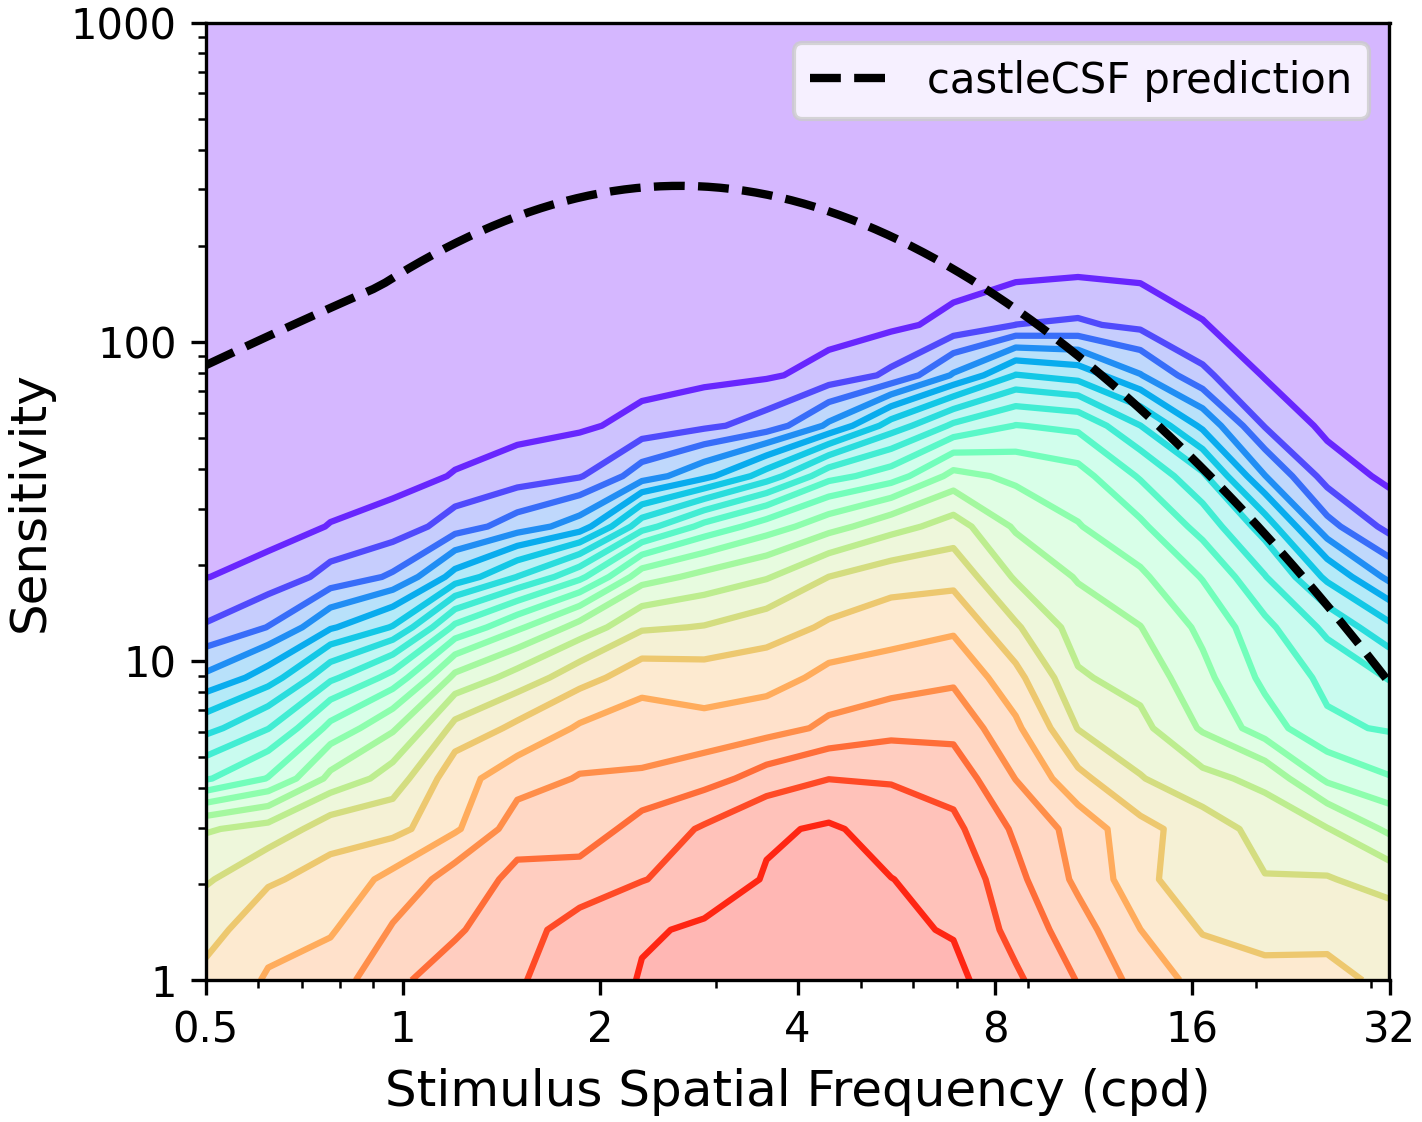 1000
castleCSF prediction
100
Sensitivity
10
1
0.5 1 2 4 8 16 32
Stimulus Spatial Frequency (cpd)